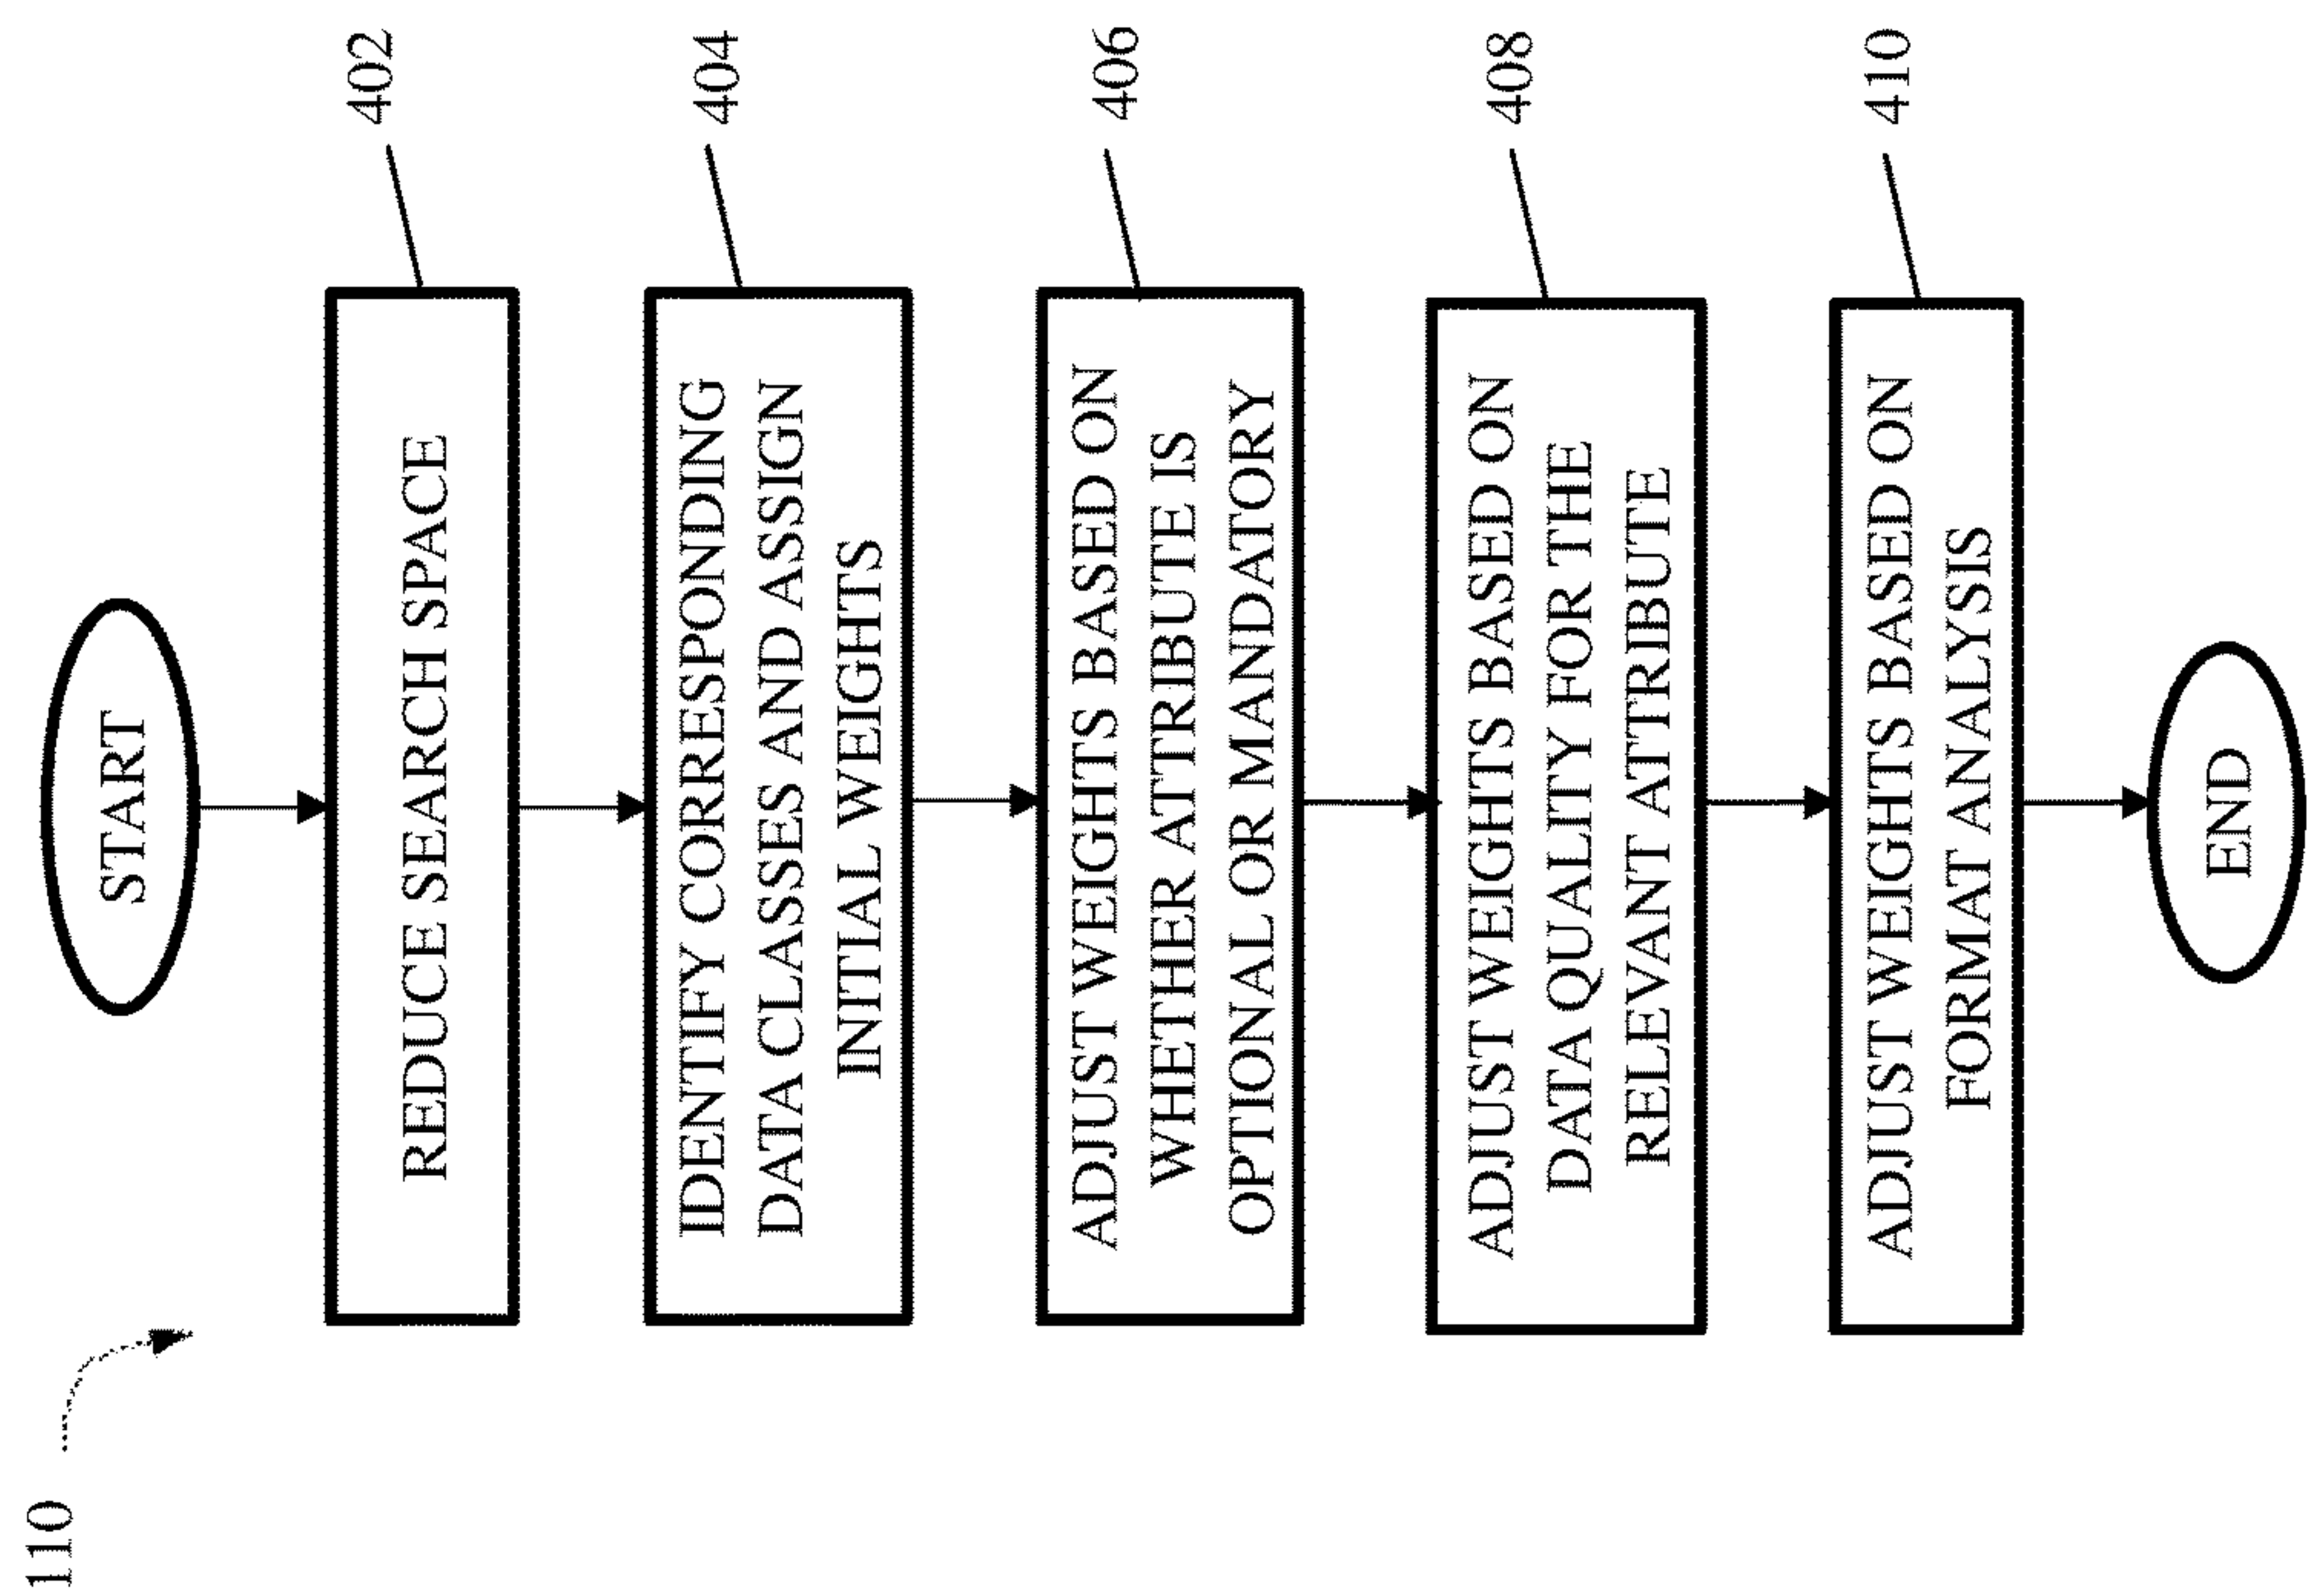 110
START
REDUCE SEARCH SPACE
402
IDENTIFY CORRESPONDING
DATA CLASSES AND ASSIGN
INITIAL WEIGHTS
404
ADJUST WEIGHTS BASED ON
WHETHER ATTRIBUTE IS
OPTIONAL OR MANDATORY
406
ADJUST WEIGHTS BASED ON
DATA QUALITY FOR THE
RELEVANT ATTRIBUTE
408
ADJUST WEIGHTS BASED ON
FORMAT ANALYSIS
410
END